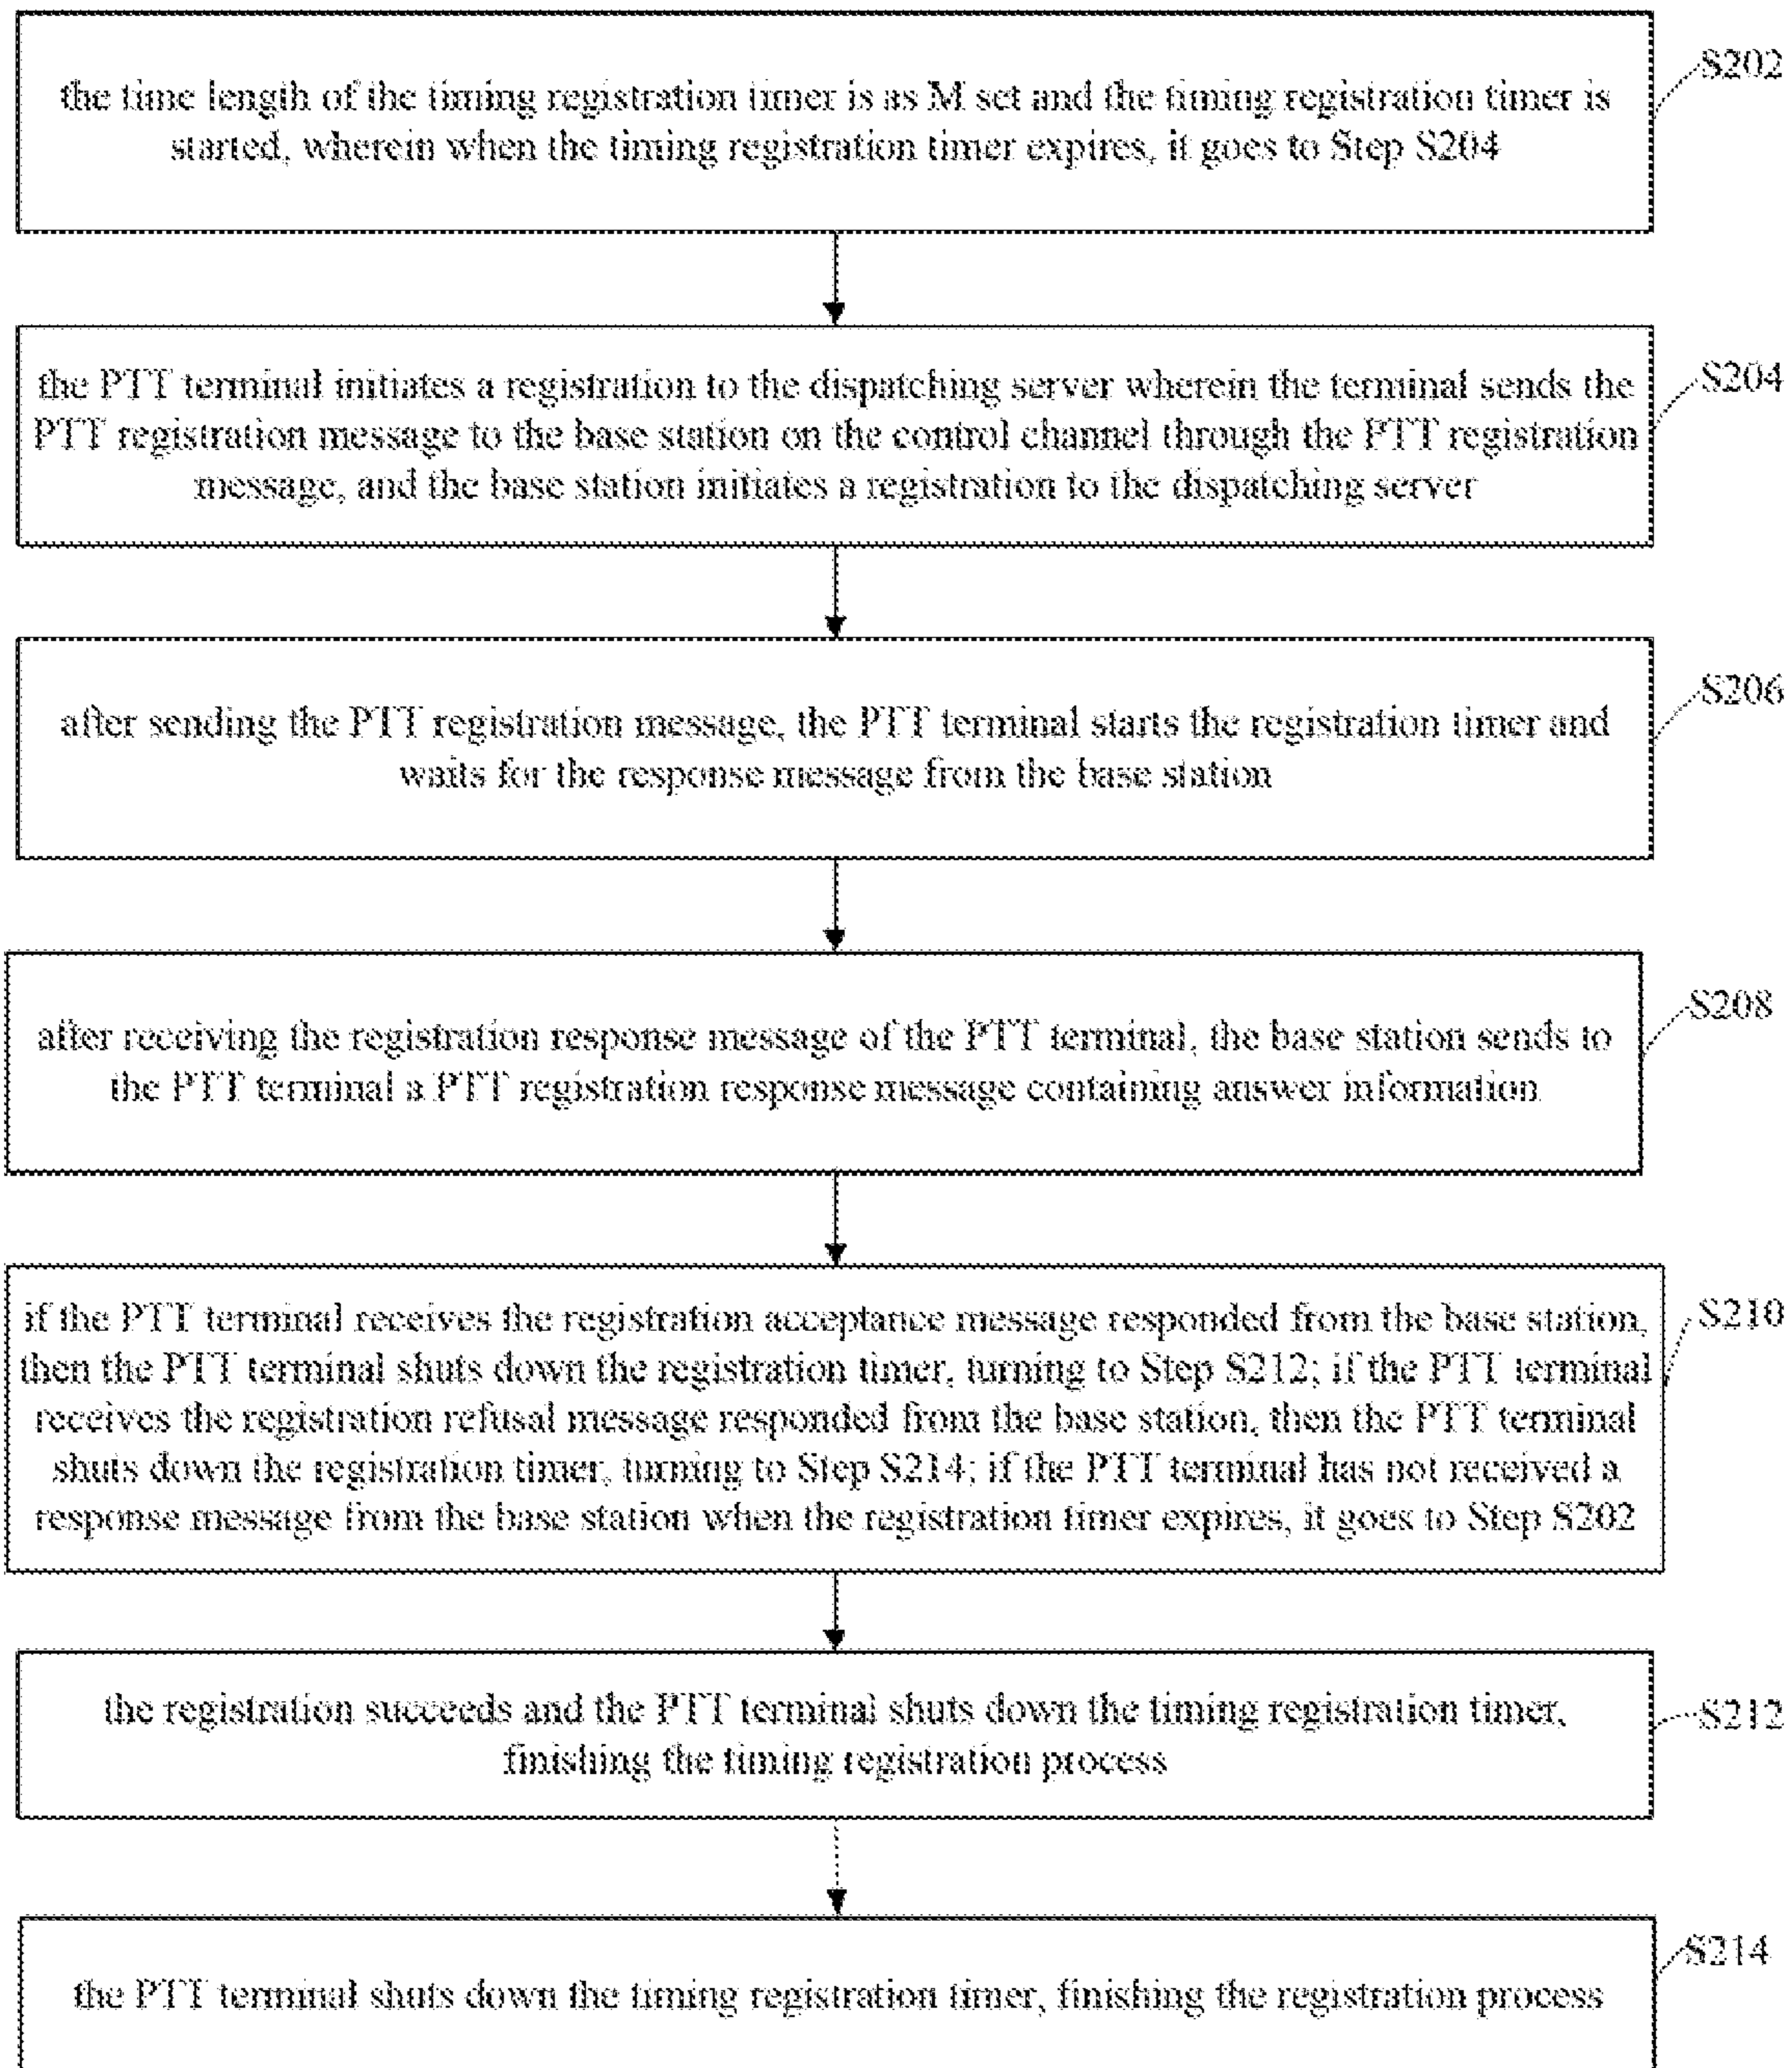 the time length of the timing registration timer is as M set and the timing registration timer is
started, wherein when the timing registration timer expires, it goes to Step S204
S202
the PTT terminal initiates a registration to the dispatching server wherein the terminal sends the
PTT registration message to the base station on the control channel through the PTT registration
message, and the base station initiates a registration to the dispatching server
S204
after sending the PTT registration message, the PTT terminal starts the registration timer and
waits for the response message from the base station
S206
after receiving the registration response message of the PTT terminal, the base station sends to
the PTT terminal a PTT registration response message containing answer information
S208
if the PTT terminal receives the registration acceptance message responded from the base station,
then the PTT terminal shuts down the registration timer, turning to Step S212; if the PTT terminal
receives the registration refusal message responded from the base station, then the PTT terminal
shuts down the registration timer, turning to Step S214; if the PTT terminal has not received a
response message from the base station when the registration timer expires, it goes to Step S202
S210
the registration succeeds and the PTT terminal shuts down the timing registration timer,
finishing the timing registration process
S212
the PTT terminal shuts down the timing registration timer, finishing the registration process
S214